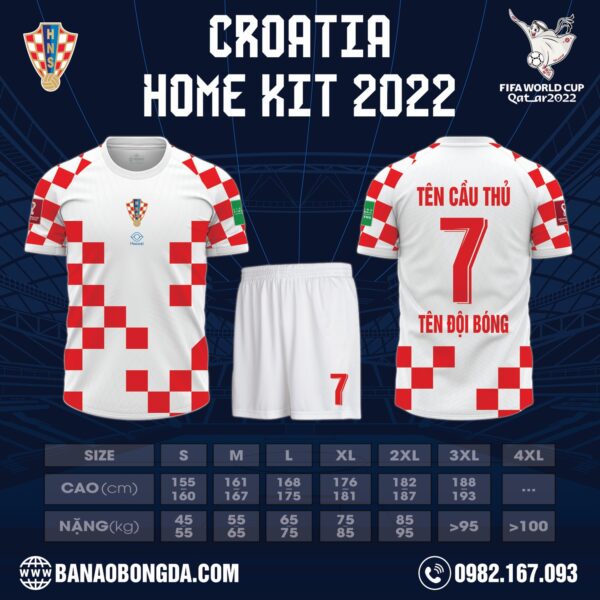 CROATIA
HOME KIT 2022
HNS
FIFA WORLD CUP
Qatar2022
TÊN CẦU THỦ
7
TÊN ĐỘI BÓNG
7
SIZE S M L XL 2XL 3XL 4XL
CAO(cm) 155-160 161-167 168-175 176-181 182-187 188-193 ...
NẶNG(kg) 45-55 55-65 65-75 75-85 85-95 >95 >100
WWW
WWW.BANAOBONGDA.COM
0982.167.093